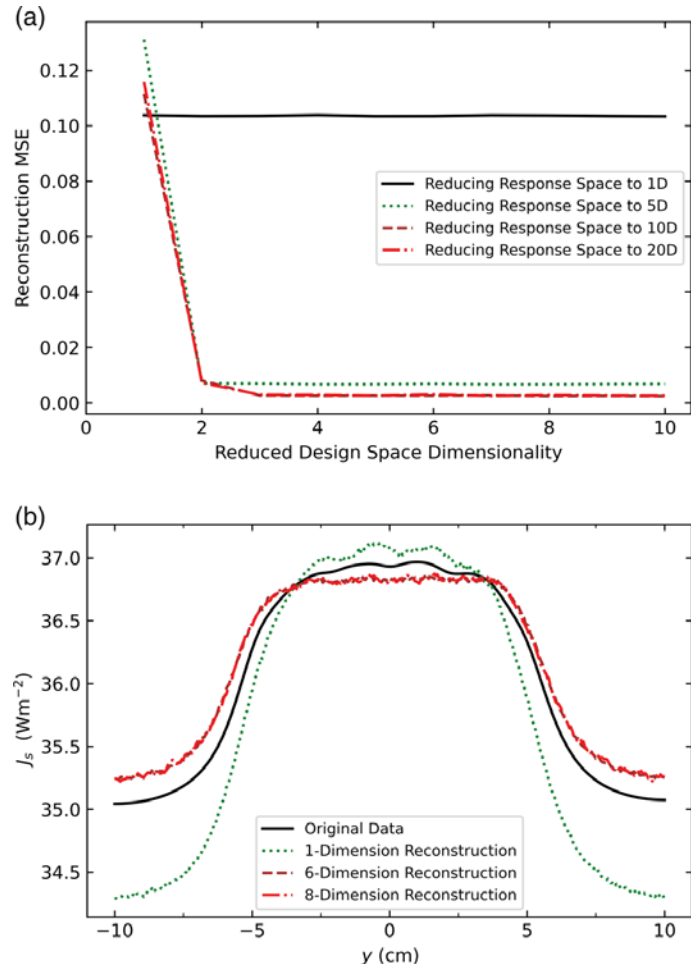 (a)
0.12
0.10
0.08
0.06
0.04
0.02
0.00
Reconstruction MSE
Reducing Response Space to 1D
Reducing Response Space to 5D
Reducing Response Space to 10D
Reducing Response Space to 20D
0 2 4 6 8 10
Reduced Design Space Dimensionality
(b)
37.0
36.5
36.0
35.5
35.0
34.5
Jₛ (Wm⁻²)
Original Data
1-Dimension Reconstruction
6-Dimension Reconstruction
8-Dimension Reconstruction
−10 −5 0 5 10
y (cm)